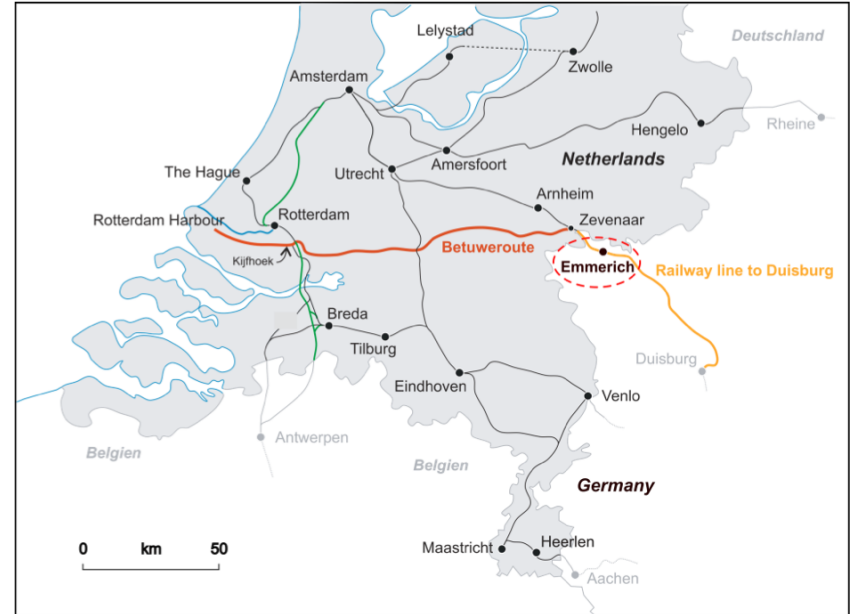 Lelystad
Deutschland
Zwolle
Amsterdam
Hengelo
Rheine
Amersfoort
Netherlands
The Hague
Utrecht
Arnheim
Rotterdam Harbour
Rotterdam
Zevenaar
Betuweroute
Kijfhoek
Emmerich
Railway line to Duisburg
Breda
Tilburg
Duisburg
Eindhoven
Venlo
Antwerpen
Belgien
Belgien
Germany
0 km 50
Maastricht
Heerlen
Aachen